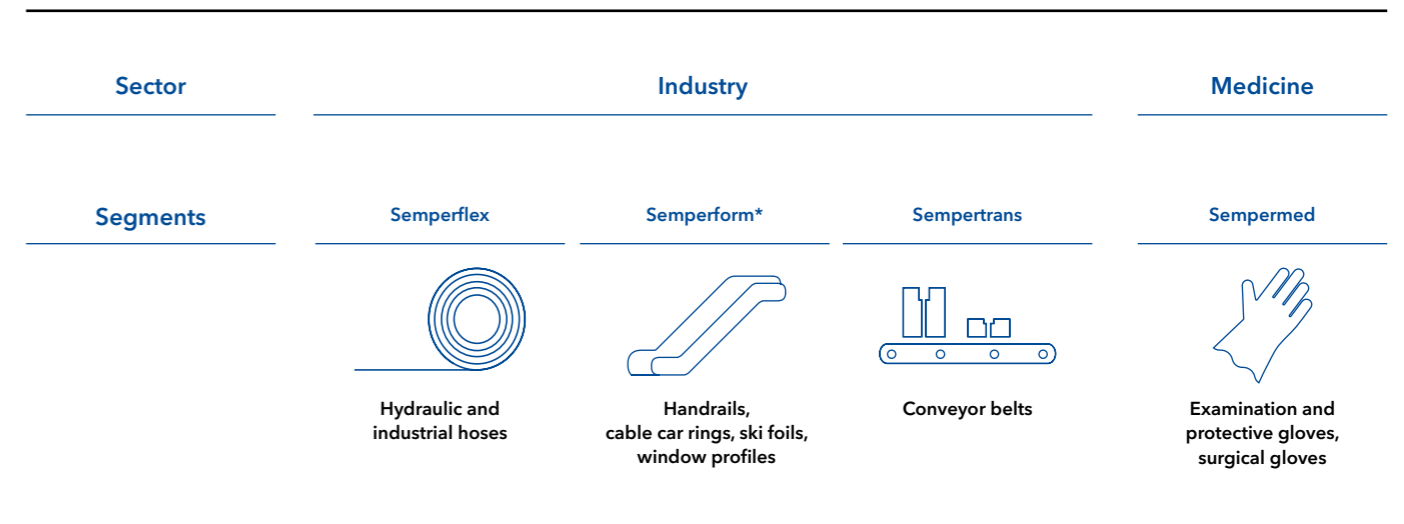 Sector
Industry
Medicine
Segments
Semperflex
Semperform*
Sempertrans
Sempermed
Hydraulic and
industrial hoses
Handrails,
cable car rings, ski foils,
window profiles
Conveyor belts
Examination and
protective gloves,
surgical gloves